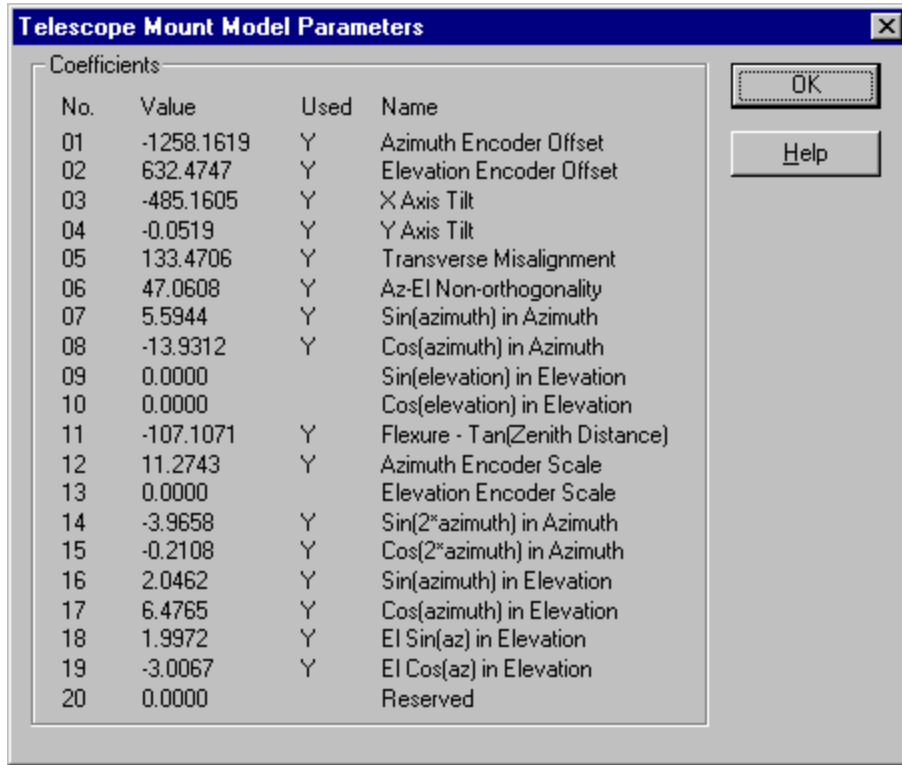 Telescope Mount Model Parameters
Coefficients
No. Value Used Name
01 -1258.1619 Y Azimuth Encoder Offset
02 632.4747 Y Elevation Encoder Offset
03 -485.1605 Y X Axis Tilt
04 -0.0519 Y Y Axis Tilt
05 133.4706 Y Transverse Misalignment
06 47.0608 Y Az-El Non-orthogonality
07 5.5944 Y Sin(azimuth) in Azimuth
08 -13.9312 Y Cos(azimuth) in Azimuth
09 0.0000 Sin(elevation) in Elevation
10 0.0000 Cos(elevation) in Elevation
11 -107.1071 Y Flexure - Tan(Zenith Distance)
12 11.2743 Y Azimuth Encoder Scale
13 0.0000 Elevation Encoder Scale
14 -3.9658 Y Sin(2*azimuth) in Azimuth
15 -0.2108 Y Cos(2*azimuth) in Azimuth
16 2.0462 Y Sin(azimuth) in Elevation
17 6.4765 Y Cos(azimuth) in Elevation
18 1.9972 Y El Sin(az) in Elevation
19 -3.0067 Y El Cos(az) in Elevation
20 0.0000 Reserved
OK
Help